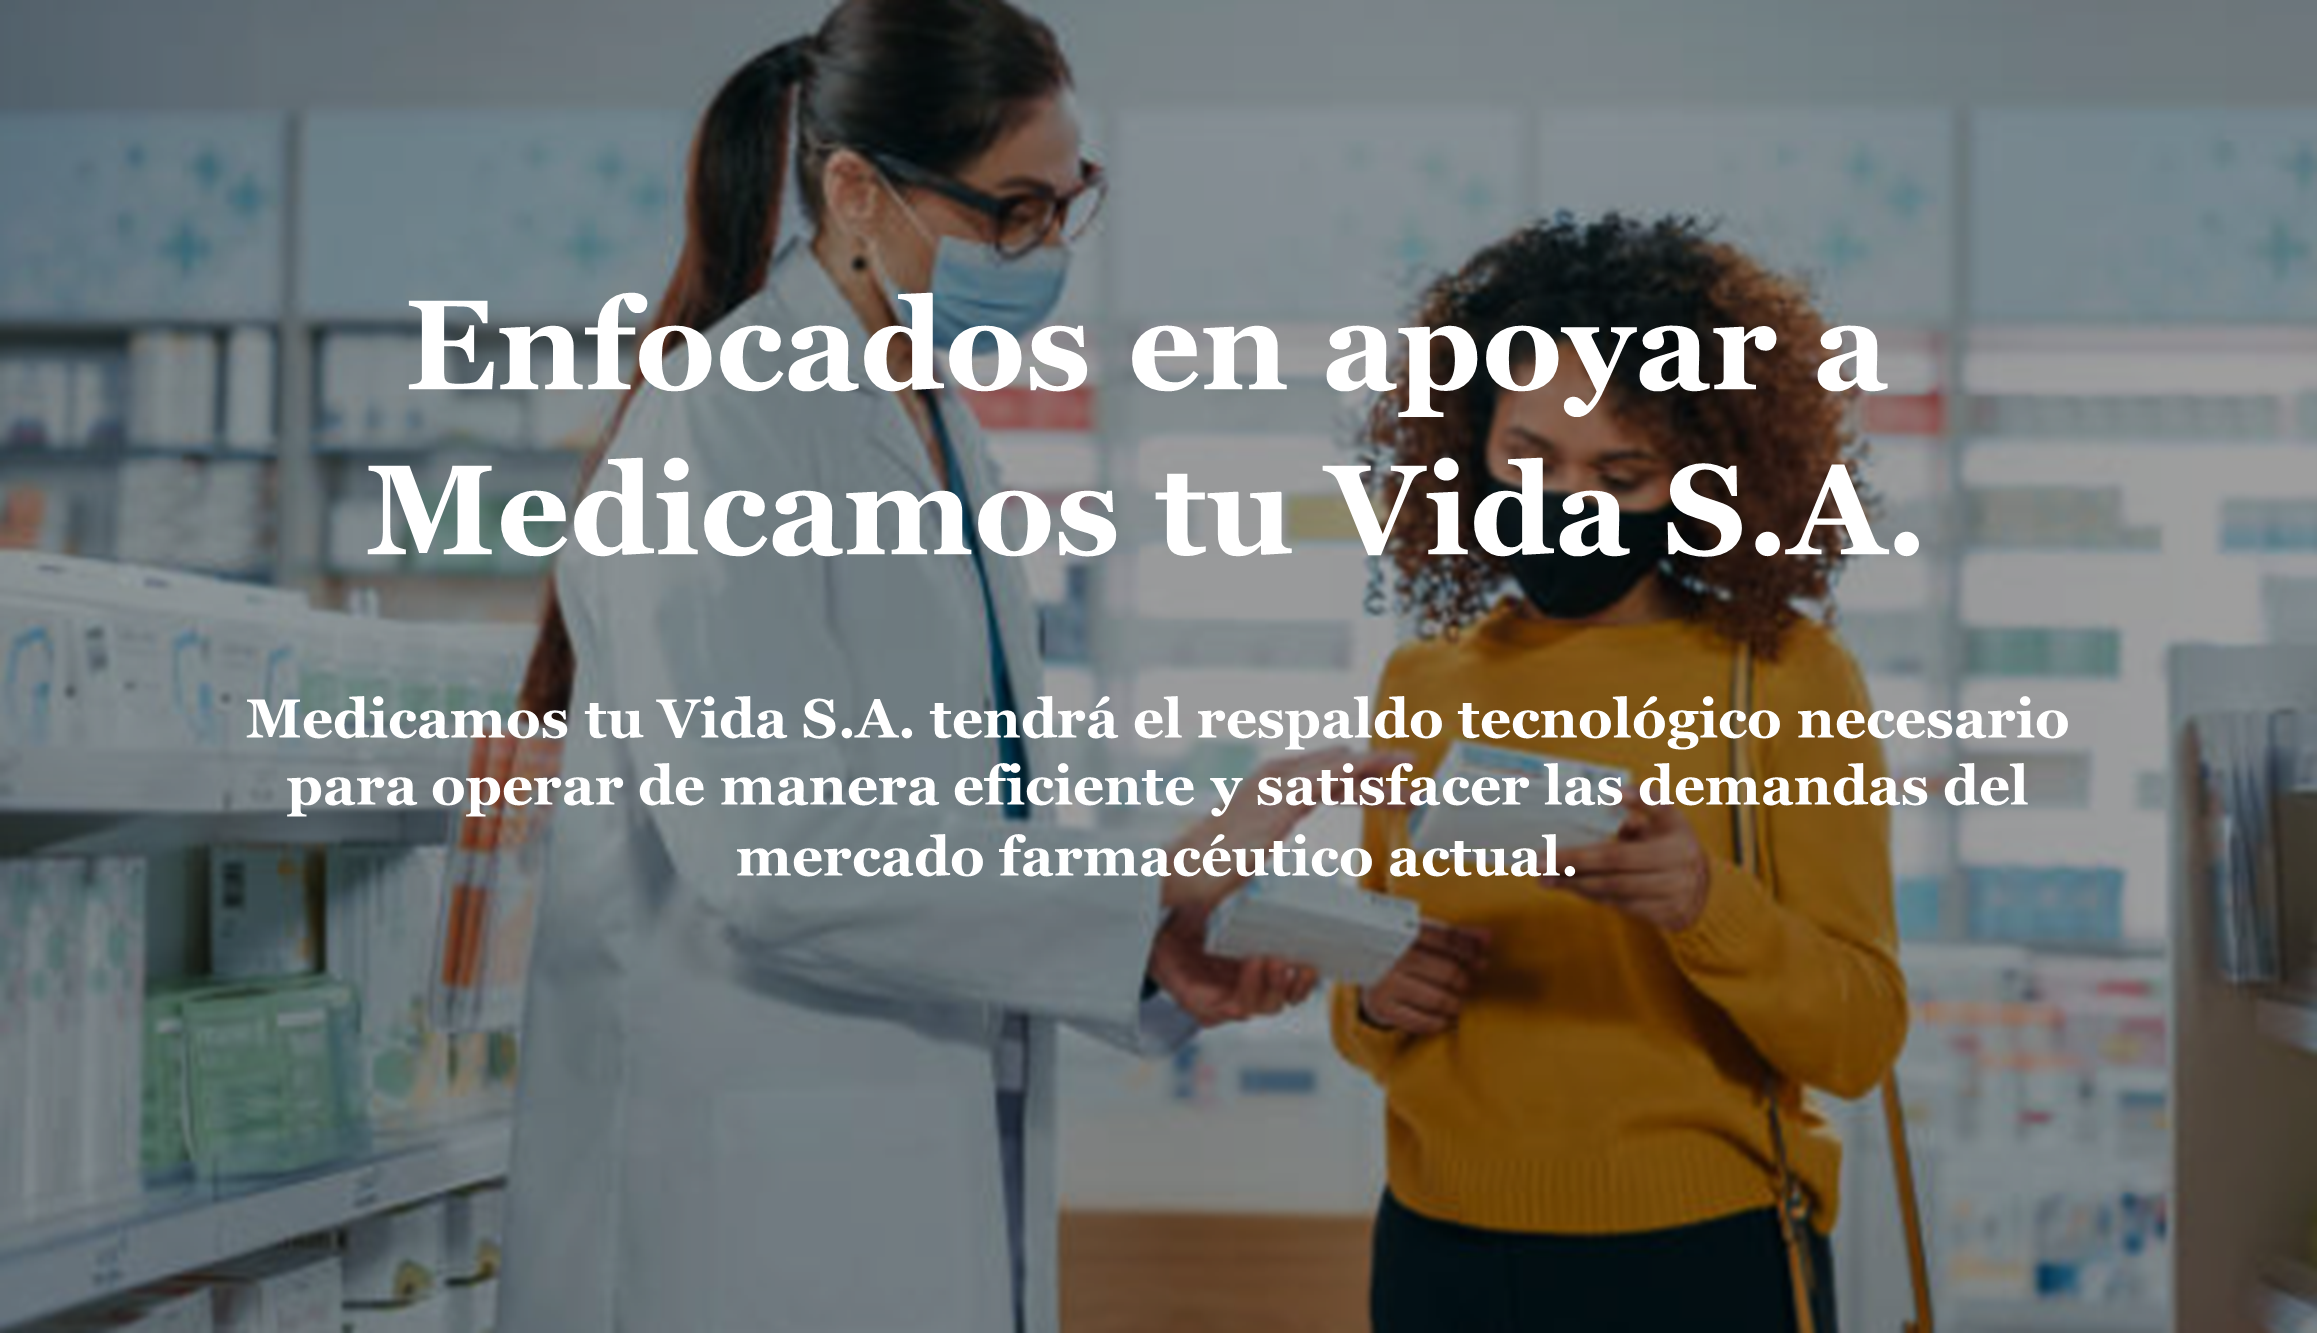 Enfocados en apoyar a
Medicamos tu Vida S.A.
Medicamos tu Vida S.A. tendrá el respaldo tecnológico necesario
para operar de manera eficiente y satisfacer las demandas del
mercado farmacéutico actual.